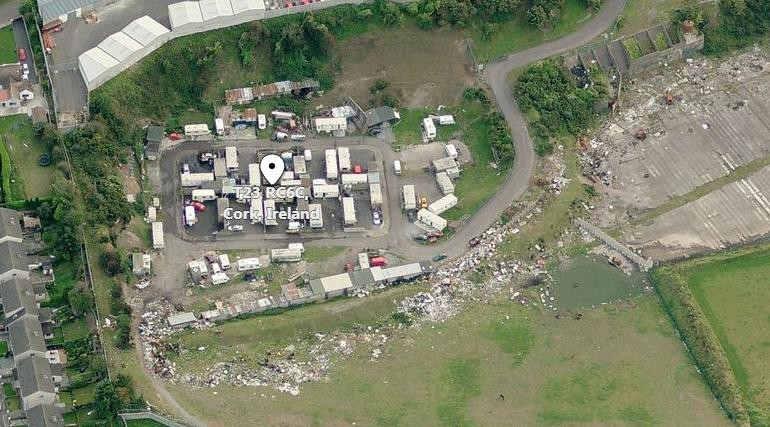 T23 RC6C
Cork, Ireland